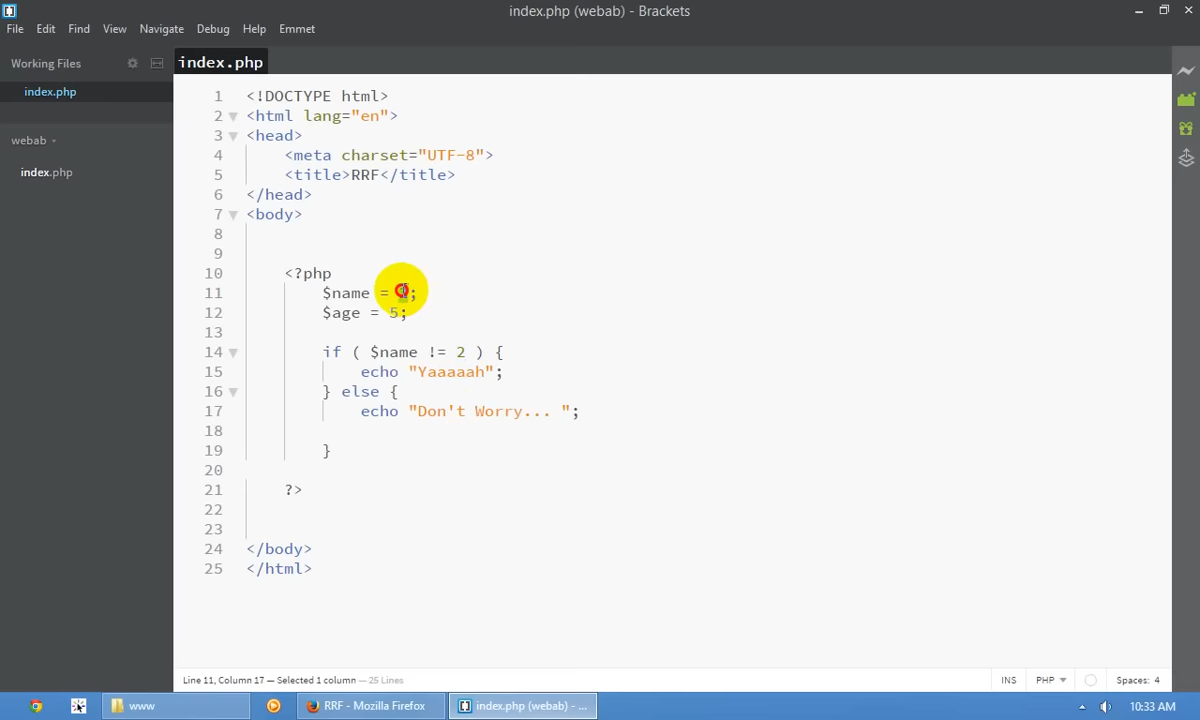 index.php (webab) - Brackets
File Edit Find View Navigate Debug Help Emmet
Working Files
index.php
webab
index.php
index.php
1 <!DOCTYPE html>
2 <html lang="en">
3 <head>
4 <meta charset="UTF-8">
5 <title>RRF</title>
6 </head>
7 <body>
8
9
10 <?php
11 $name = ;
12 $age = 5;
13
14 if ( $name != 2 ) {
15 echo "Yaaaaah";
16 } else {
17 echo "Don't Worry... ";
18
19 }
20
21 ?>
22
23
24 </body>
25 </html>
Line 11, Column 17 — Selected 1 column — 25 Lines
INS PHP Spaces: 4
www RRF - Mozilla Firefox index.php (webab) - ... 10:33 AM